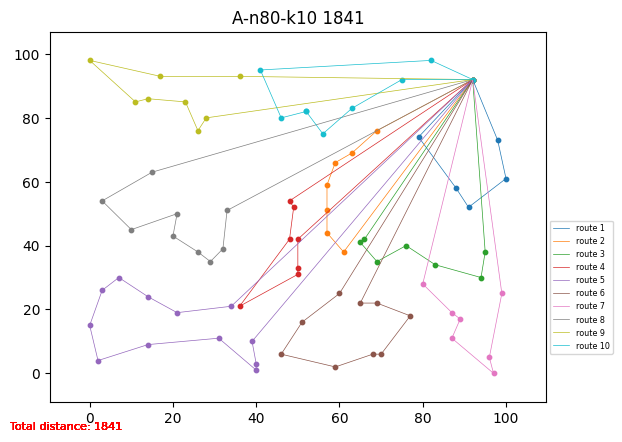 A-n80-k10 1841
100
80
60
40
20
0
0 20 40 60 80 100
route 1
route 2
route 3
route 4
route 5
route 6
route 7
route 8
route 9
route 10
Total distance: 1841